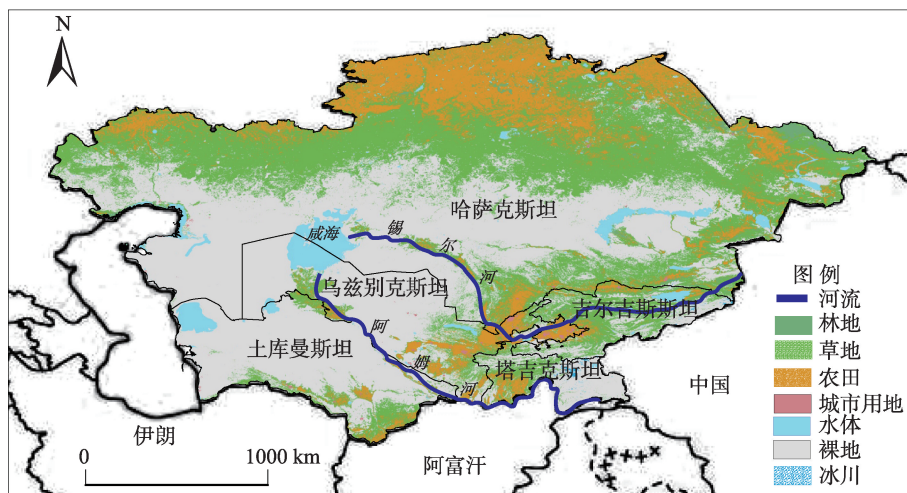 N
哈萨克斯坦
咸海
锡
尔
河
乌兹别克斯坦
吉尔吉斯斯坦
阿
姆
河
土库曼斯坦
塔吉克斯坦
中国
伊朗
阿富汗
0 1000 km
图 例
河流
林地
草地
农田
城市用地
水体
裸地
冰川